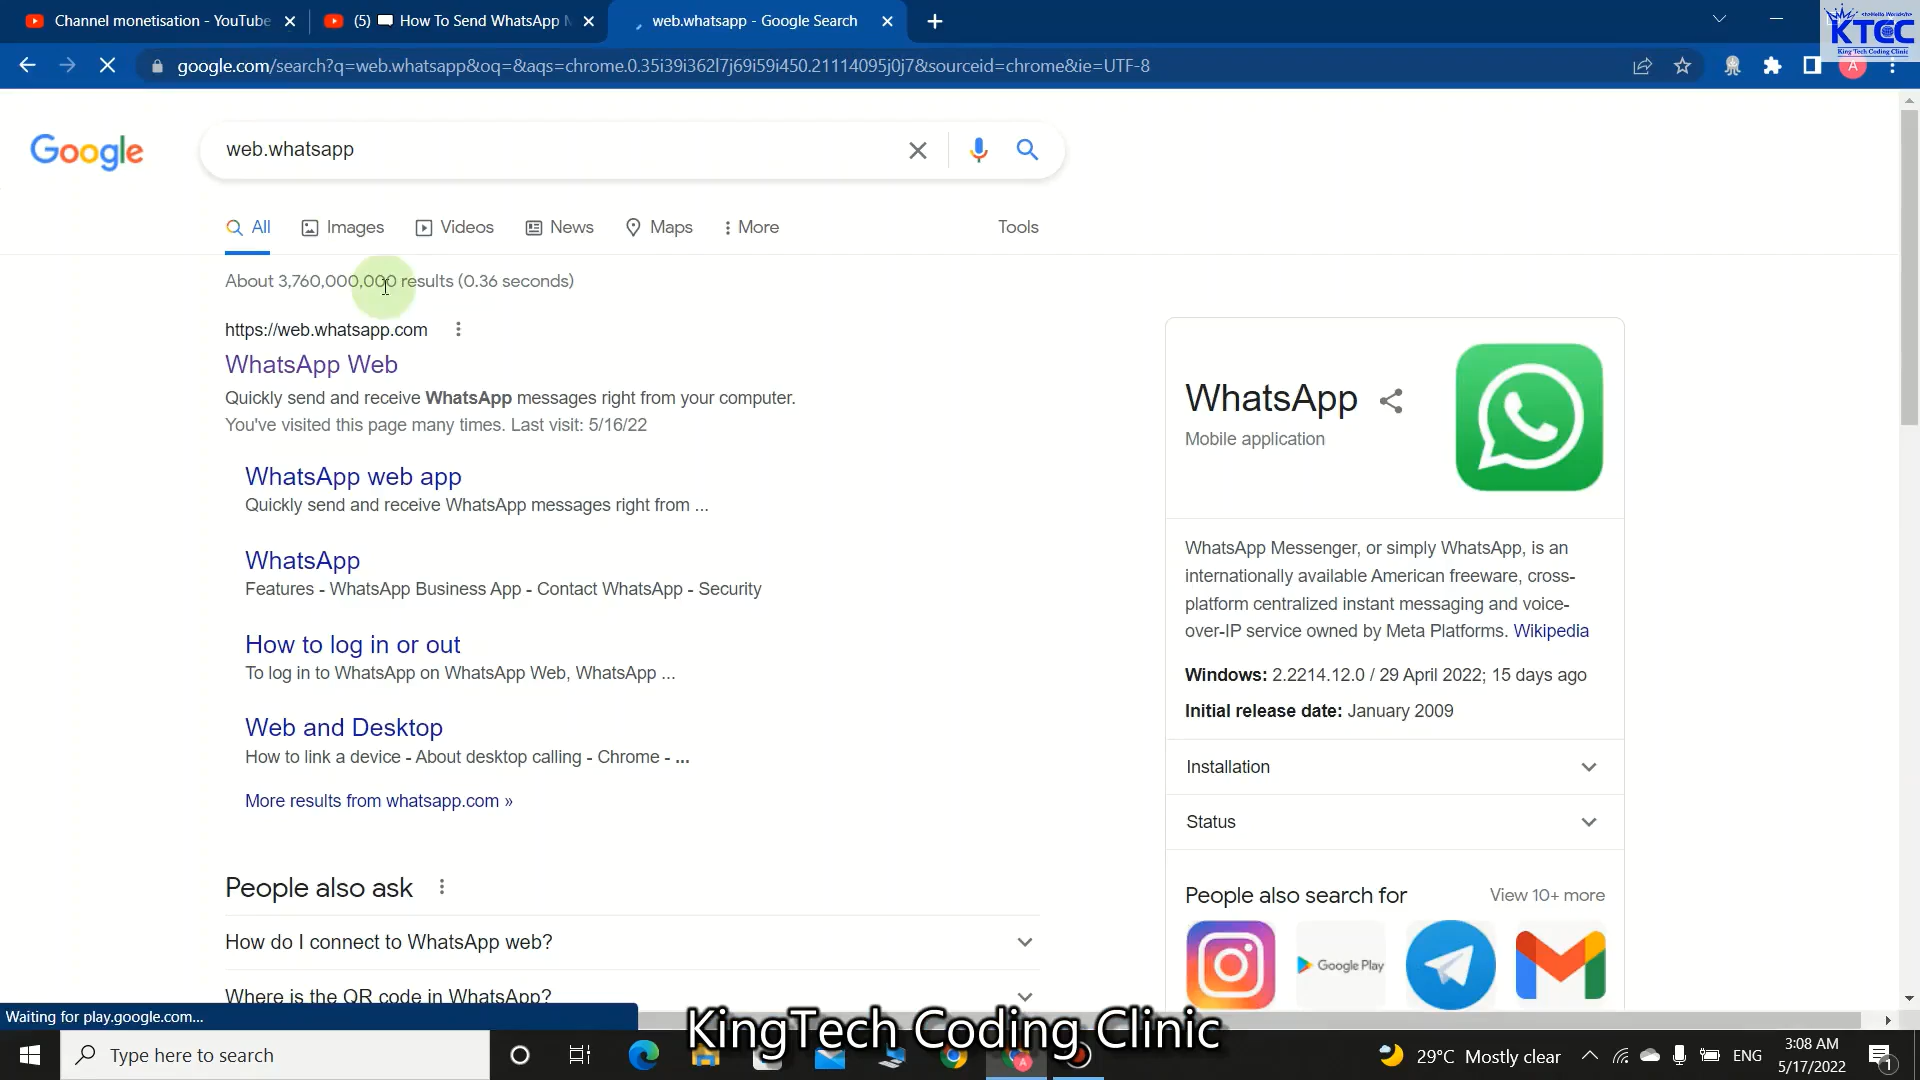 Channel monetisation - YouTube
(5) How To Send WhatsApp M
web.whatsapp - Google Search
KTCC
King Tech Coding Clinic
google.com/search?q=web.whatsapp&oq=&aqs=chrome.0.35i39i362l7j69i59i450.21114095j0j7&sourceid=chrome&ie=UTF-8
A
Google
web.whatsapp
All
Images
Videos
News
Maps
More
Tools
About 3,760,000,000 results (0.36 seconds)
https://web.whatsapp.com
WhatsApp Web
Quickly send and receive WhatsApp messages right from your computer.
You've visited this page many times. Last visit: 5/16/22
WhatsApp web app
Quickly send and receive WhatsApp messages right from ...
WhatsApp
Features - WhatsApp Business App - Contact WhatsApp - Security
How to log in or out
To log in to WhatsApp on WhatsApp Web, WhatsApp ...
Web and Desktop
How to link a device - About desktop calling - Chrome - ...
More results from whatsapp.com »
People also ask
How do I connect to WhatsApp web?
Where is the QR code in WhatsApp?
WhatsApp
Mobile application
WhatsApp Messenger, or simply WhatsApp, is an
internationally available American freeware, cross-
platform centralized instant messaging and voice-
over-IP service owned by Meta Platforms. Wikipedia
Windows: 2.2214.12.0 / 29 April 2022; 15 days ago
Initial release date: January 2009
Installation
Status
People also search for
View 10+ more
Google Play
Waiting for play.google.com...
KingTech Coding Clinic
Type here to search
29°C Mostly clear
ENG
3:08 AM
5/17/2022
1